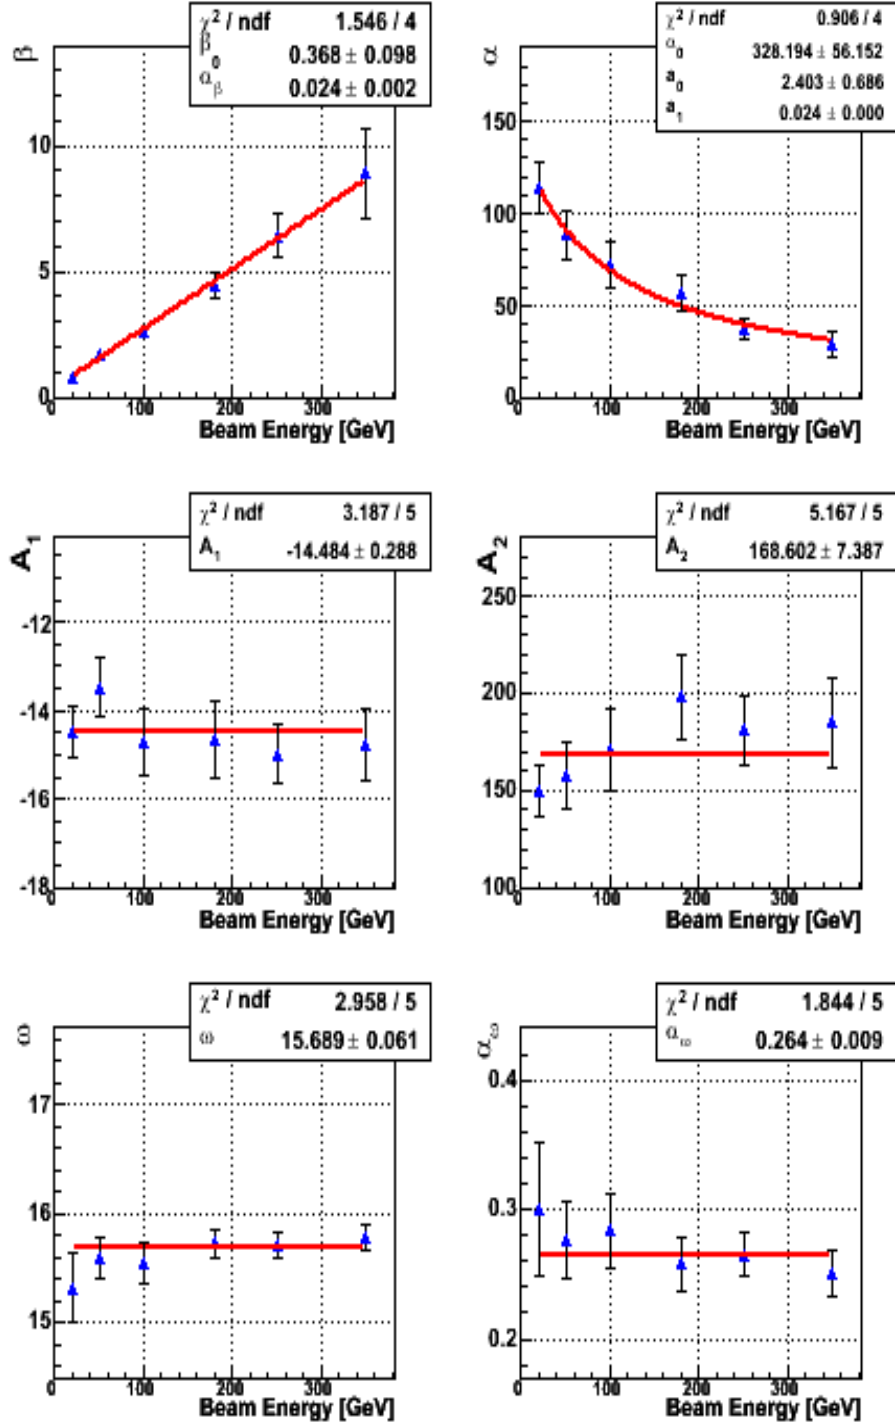 χ² / ndf 1.546 / 4
β₀ 0.368 ± 0.098
α_β 0.024 ± 0.002
β
10
5
0
0 100 200 300
Beam Energy [GeV]
χ² / ndf 0.906 / 4
α₀ 328.194 ± 56.152
a₀ 2.403 ± 0.686
a₁ 0.024 ± 0.000
α
150
100
50
0
0 100 200 300
Beam Energy [GeV]
χ² / ndf 3.187 / 5
A₁ -14.484 ± 0.288
A₁
-12
-14
-16
-18
0 100 200 300
Beam Energy [GeV]
χ² / ndf 5.167 / 5
A₂ 168.602 ± 7.387
A₂
250
200
150
100
0 100 200 300
Beam Energy [GeV]
χ² / ndf 2.958 / 5
ω 15.689 ± 0.061
ω
17
16
15
0 100 200 300
Beam Energy [GeV]
χ² / ndf 1.844 / 5
α_ω 0.264 ± 0.009
α_ω
0.4
0.3
0.2
0 100 200 300
Beam Energy [GeV]